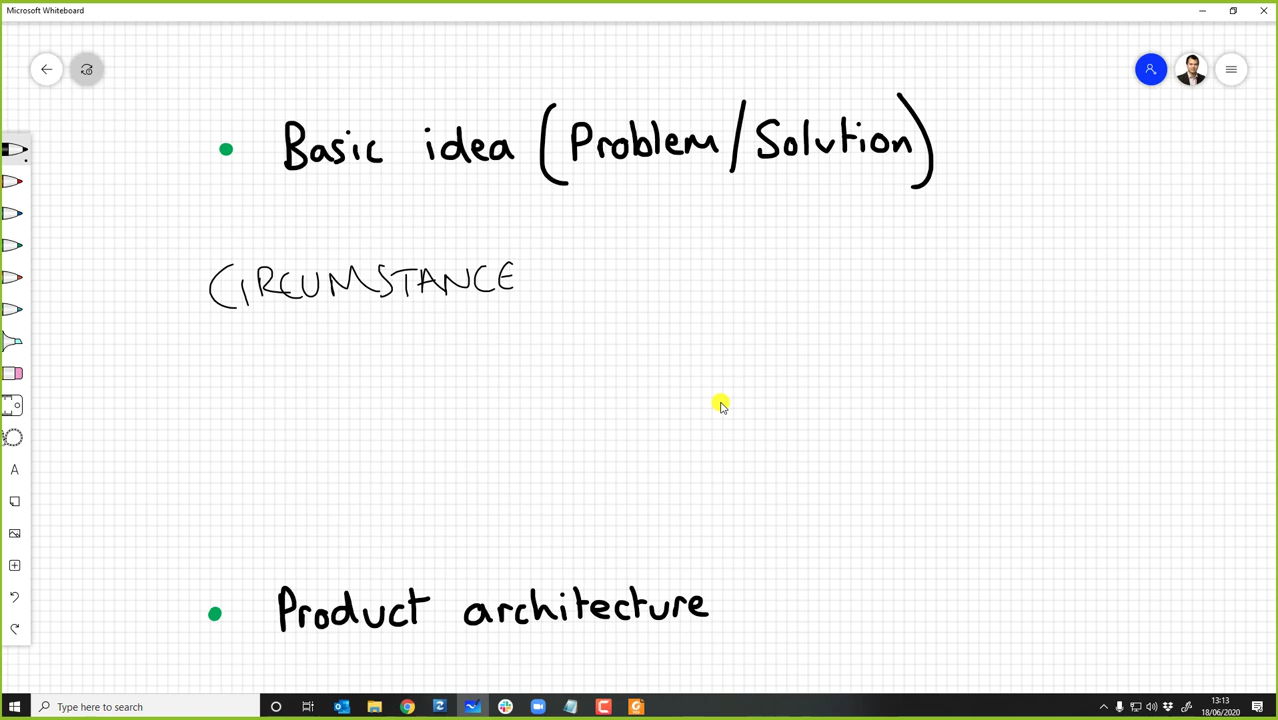 Microsoft Whiteboard
• Basic idea (Problem/Solution)
CIRCUMSTANCE
A
• Product architecture
Type here to search
13:13
18/06/2020